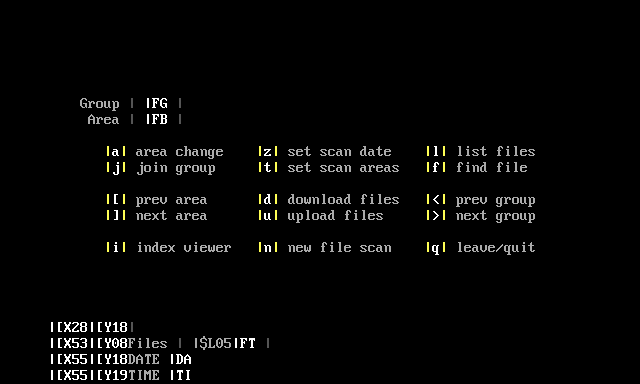 Group | |FG |
Area | |FB |
|a| area change |z| set scan date |l| list files
|j| join group |t| set scan areas |f| find file
|[| prev area |d| download files |<| prev group
|]| next area |u| upload files |>| next group
|i| index viewer |n| new file scan |q| leave/quit
|[X28|[Y18|
|[X53|[Y08Files | |$L05|FT |
|[X55|[Y18DATE |DA
|[X55|[Y19TIME |TI